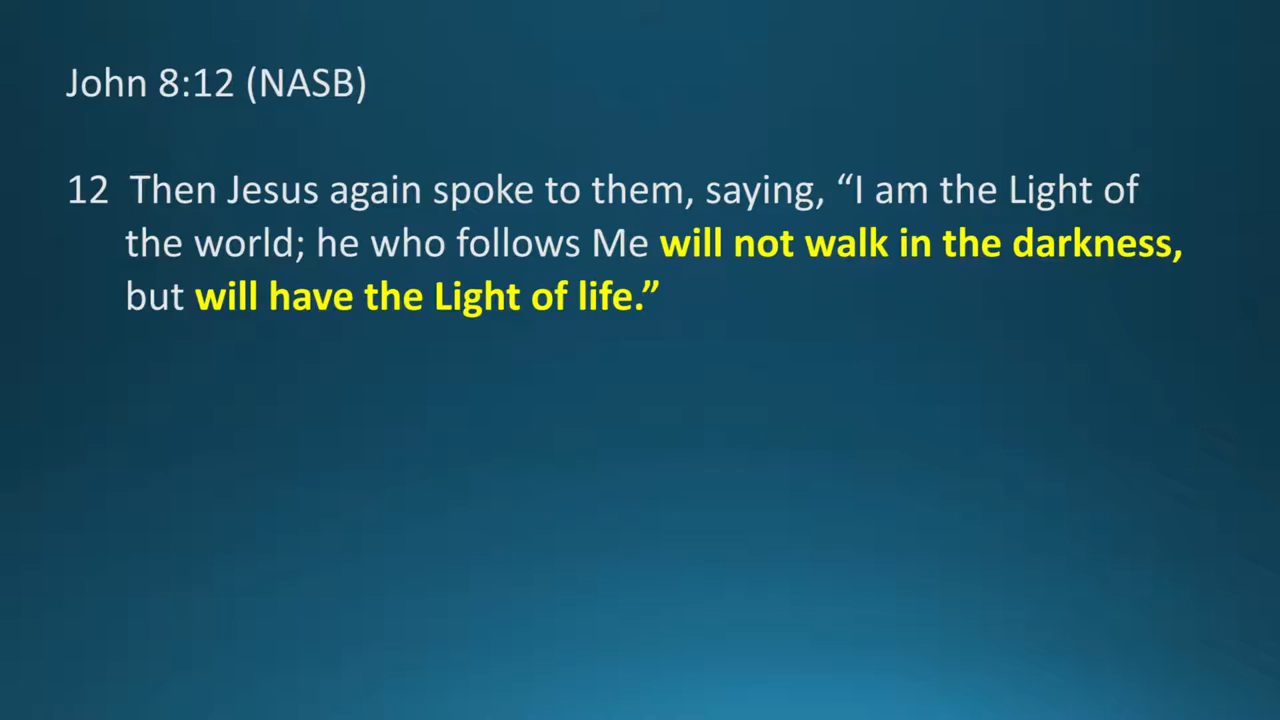 John 8:12 (NASB)
12 Then Jesus again spoke to them, saying, “I am the Light of
the world; he who follows Me will not walk in the darkness,
but will have the Light of life.”